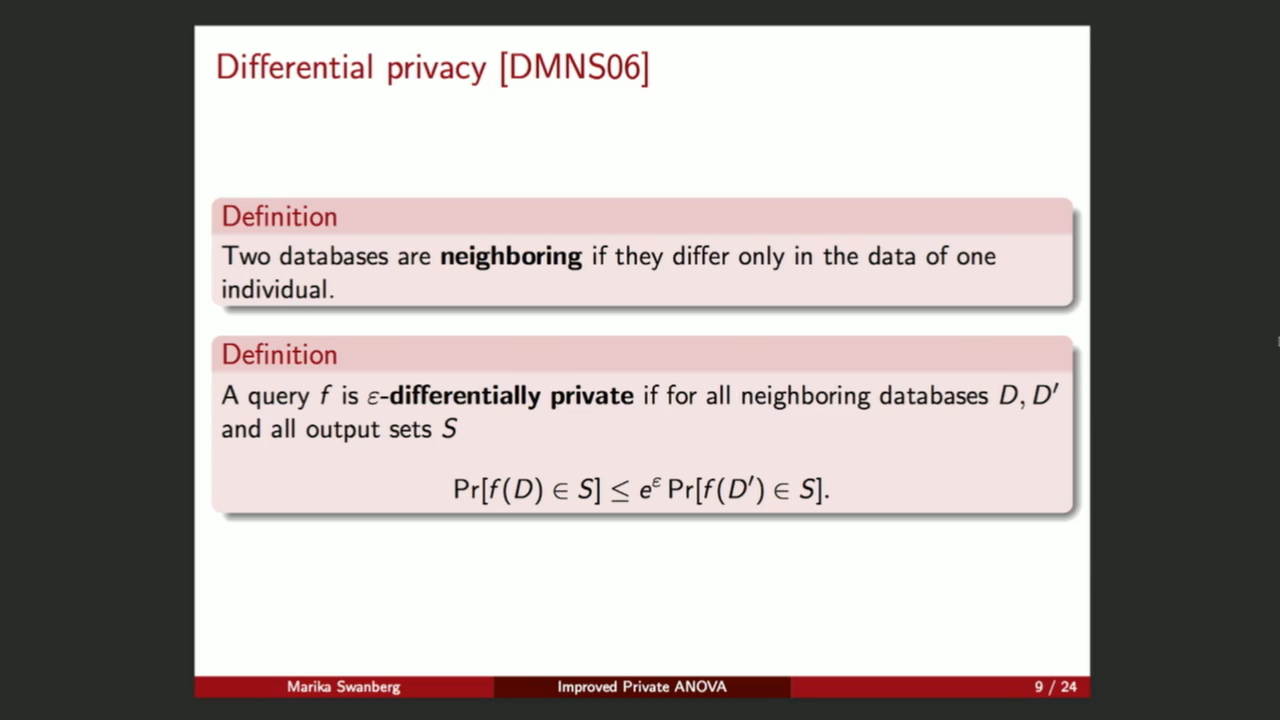 Differential privacy [DMNS06]
Definition
Two databases are neighboring if they differ only in the data of one
individual.
Definition
A query f is ε-differentially private if for all neighboring databases D, D′
and all output sets S
Pr[f(D) ∈ S] ≤ e^ε Pr[f(D′) ∈ S].
Marika Swanberg
Improved Private ANOVA
9 / 24